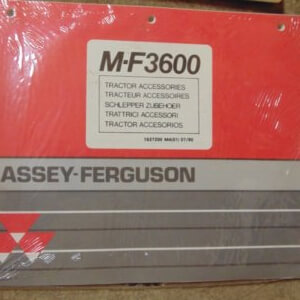 M·F3600
TRACTOR ACCESSORIES
TRACTEUR ACCESSOIRES
SCHLEPPER ZUBEHOER
TRATTRICI ACCESSORI
TRACTOR ACCESORIOS
ASSEY-FERGUSON